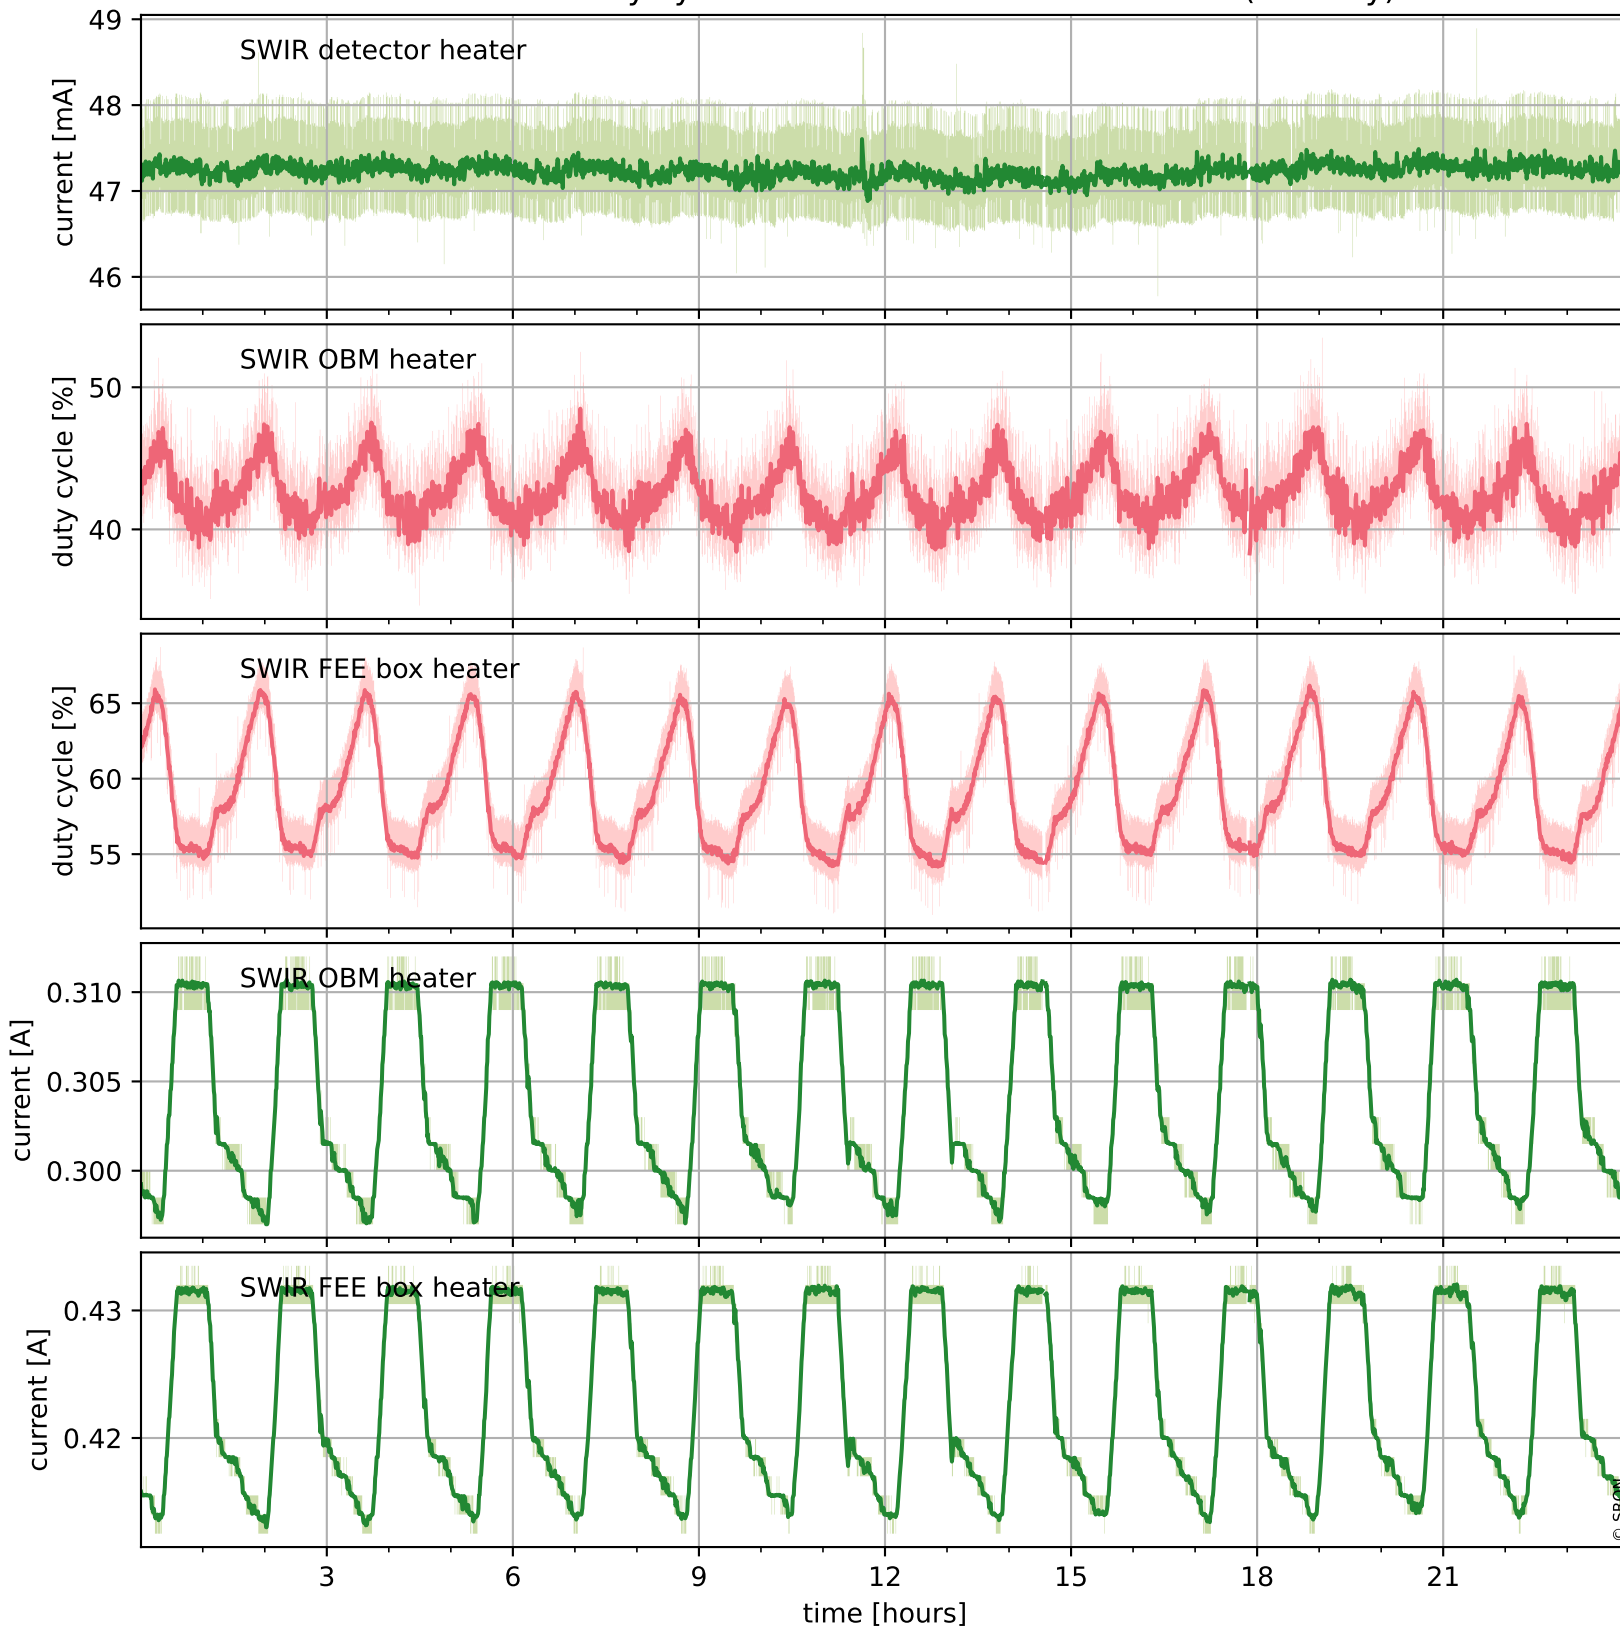 49
SWIR detector heater
48
47
46
current [mA]
SWIR OBM heater
50
40
duty cycle [%]
SWIR FEE box heater
65
60
55
duty cycle [%]
SWIR OBM heater
0.310
0.305
0.300
current [A]
SWIR FEE box heater
0.43
0.42
current [A]
3 6 9 12 15 18 21
time [hours]